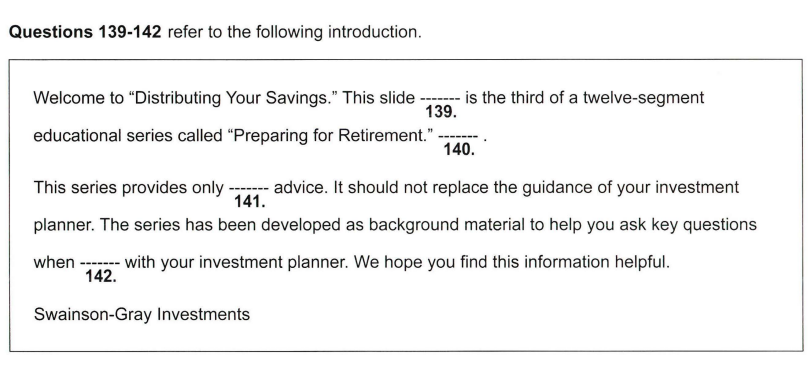 Questions 139-142 refer to the following introduction.
Welcome to “Distributing Your Savings.” This slide ------- is the third of a twelve-segment
139.
educational series called “Preparing for Retirement.” ------- .
140.
This series provides only ------- advice. It should not replace the guidance of your investment
141.
planner. The series has been developed as background material to help you ask key questions
when ------- with your investment planner. We hope you find this information helpful.
142.
Swainson-Gray Investments